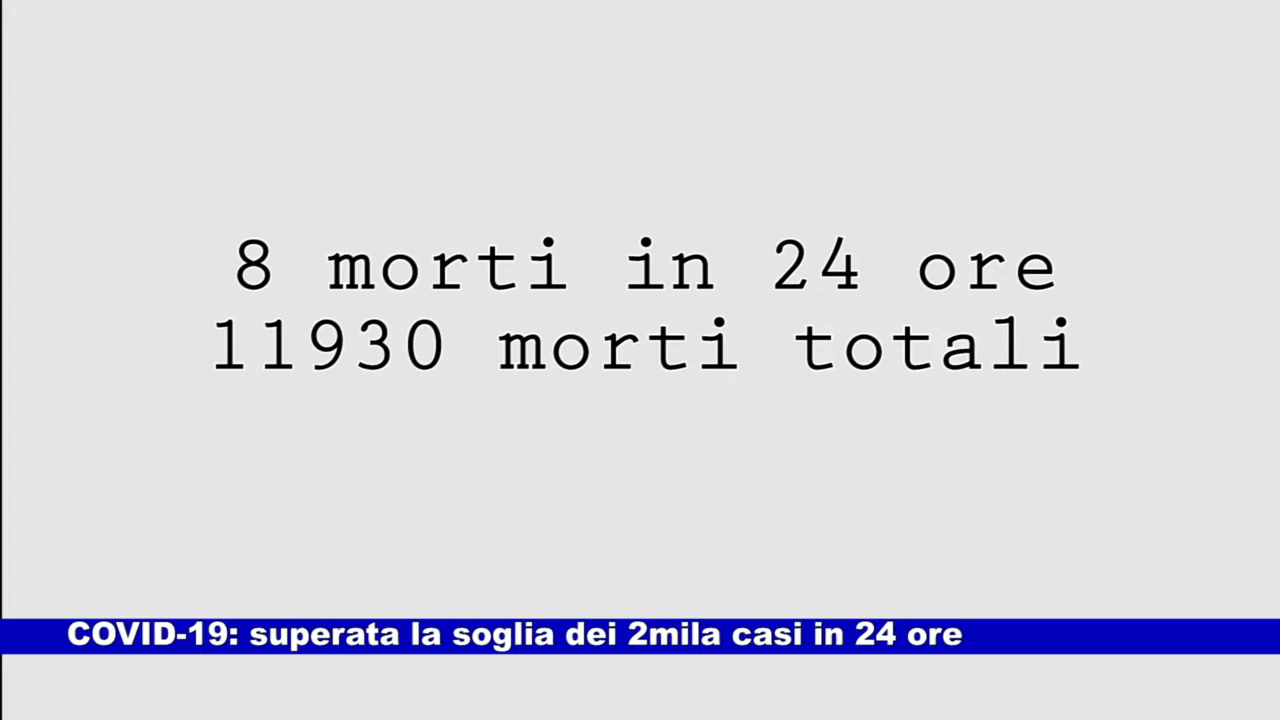 8 morti in 24 ore
11930 morti totali
COVID-19: superata la soglia dei 2mila casi in 24 ore